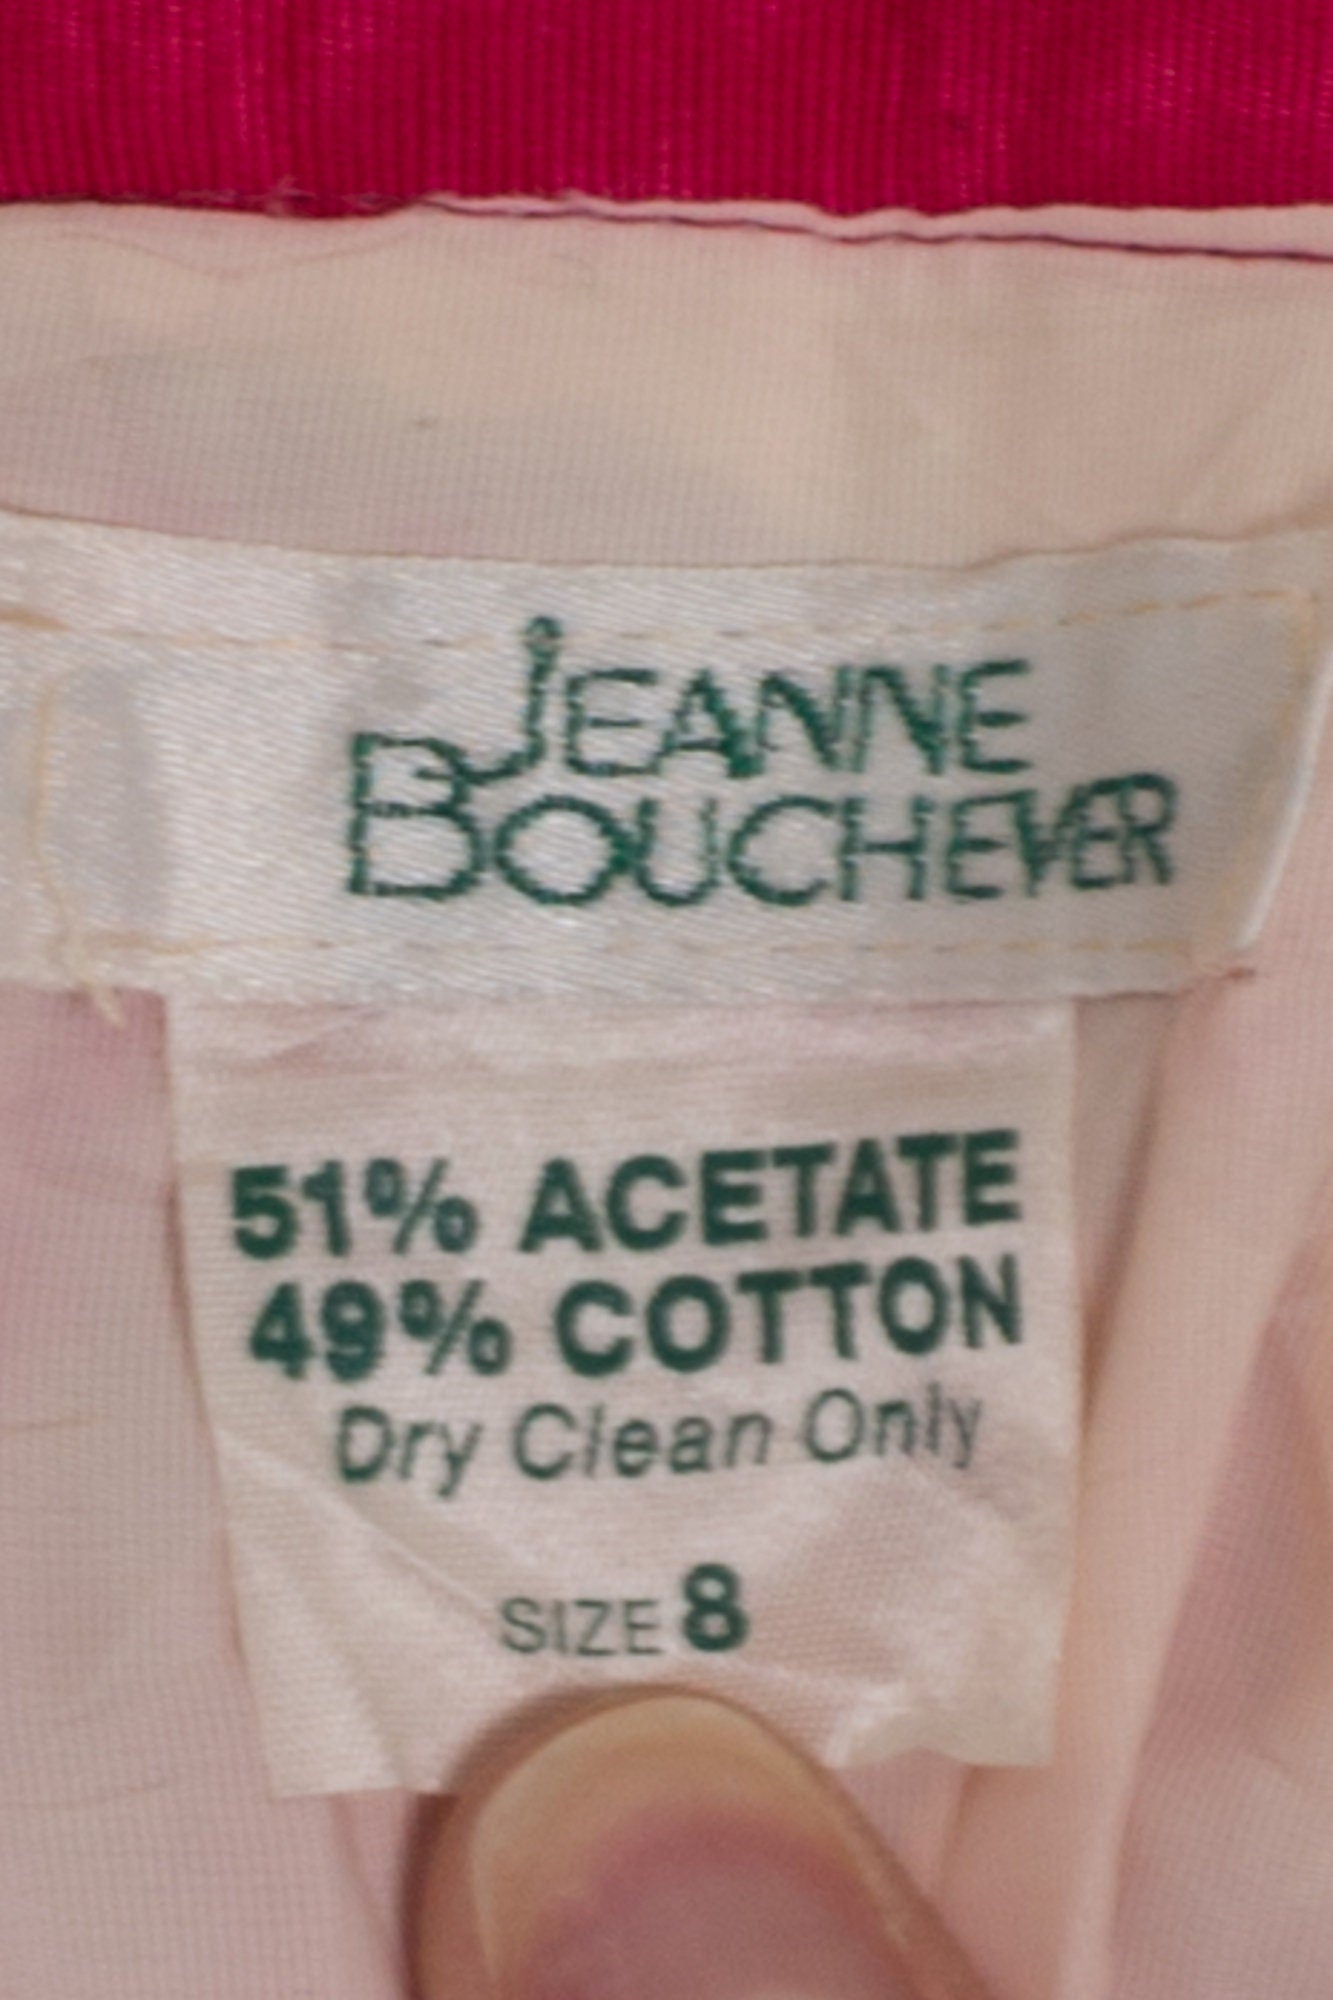 JEANNE
BOUCHEVER
51% ACETATE
49% COTTON
Dry Clean Only
SIZE 8